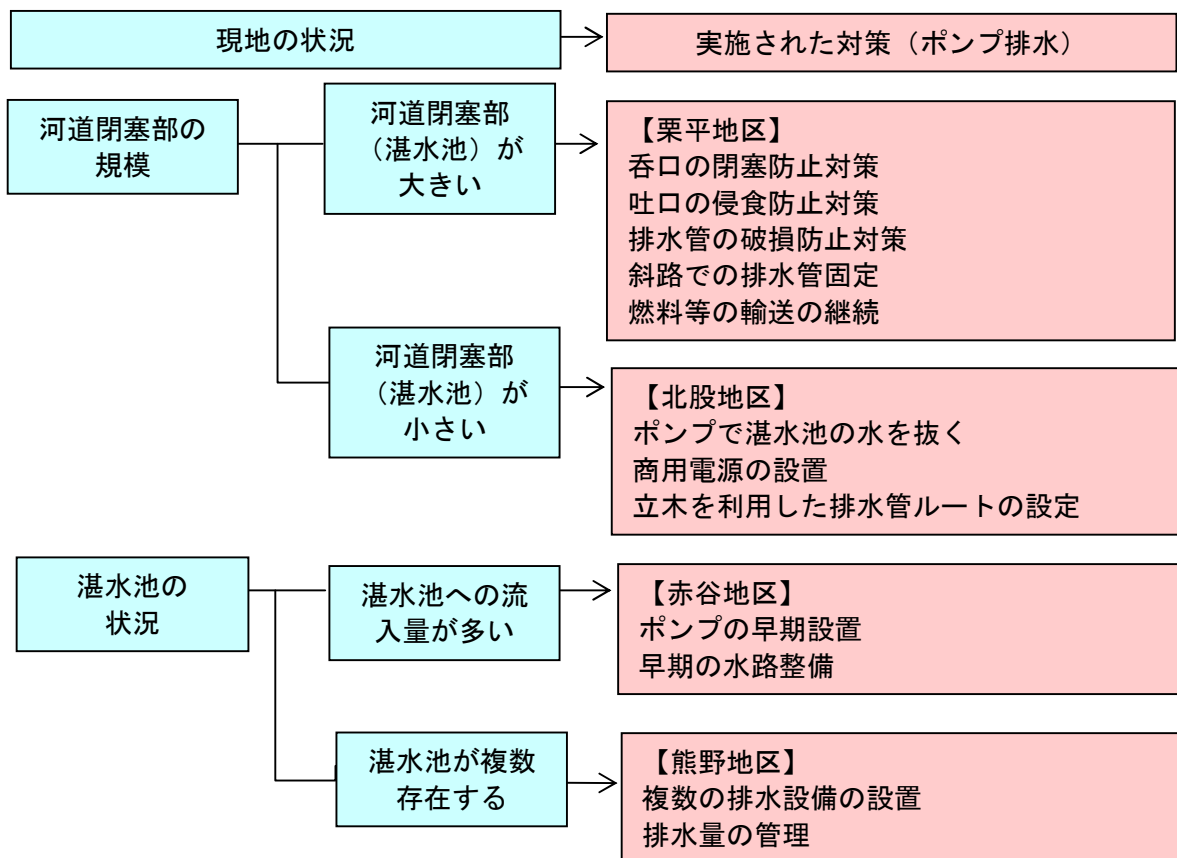 現地の状況
実施された対策（ポンプ排水）
河道閉塞部の
規模
河道閉塞部
（湛水池）が
大きい
【栗平地区】
呑口の閉塞防止対策
吐口の侵食防止対策
排水管の破損防止対策
斜路での排水管固定
燃料等の輸送の継続
河道閉塞部
（湛水池）が
小さい
【北股地区】
ポンプで湛水池の水を抜く
商用電源の設置
立木を利用した排水管ルートの設定
湛水池の
状況
湛水池への流
入量が多い
【赤谷地区】
ポンプの早期設置
早期の水路整備
湛水池が複数
存在する
【熊野地区】
複数の排水設備の設置
排水量の管理